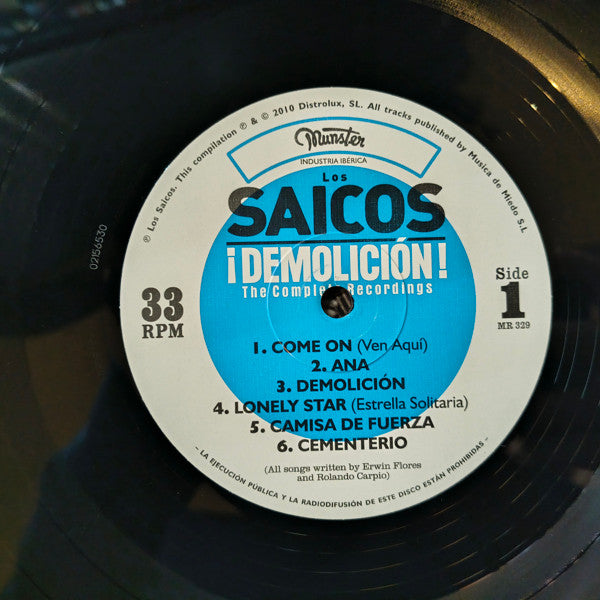 ℗ Los Saicos. This compilation ℗ & © 2010 Distrolux, SL. All tracks published by Musica de Miedo S.L
Munster
INDUSTRIA IBÉRICA
Los
SAICOS
¡DEMOLICIÓN!
The Complete Recordings
33
RPM
Side
1
MR 329
1. COME ON (Ven Aquí)
2. ANA
3. DEMOLICIÓN
4. LONELY STAR (Estrella Solitaria)
5. CAMISA DE FUERZA
6. CEMENTERIO
(All songs written by Erwin Flores
and Rolando Carpio)
- LA EJECUCIÓN PÚBLICA Y LA RADIODIFUSIÓN DE ESTE DISCO ESTÁN PROHIBIDAS -
02156530